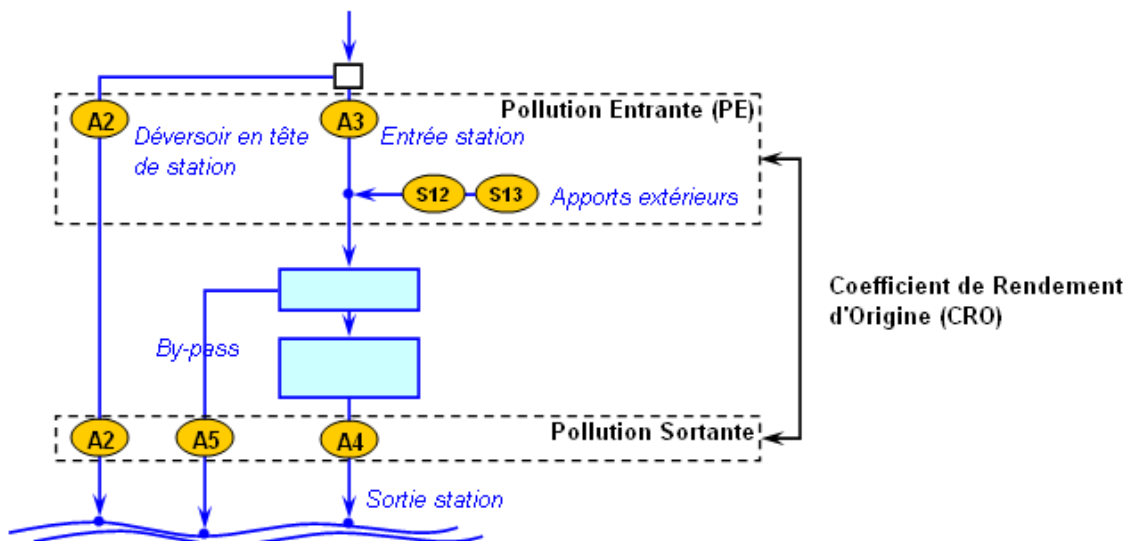 Pollution Entrante (PE)
A2
A3
Déversoir en tête
de station
Entrée station
S12
S13
Apports extérieurs
Coefficient de Rendement
d'Origine (CRO)
By-pass
A2
A5
A4
Pollution Sortante
Sortie station